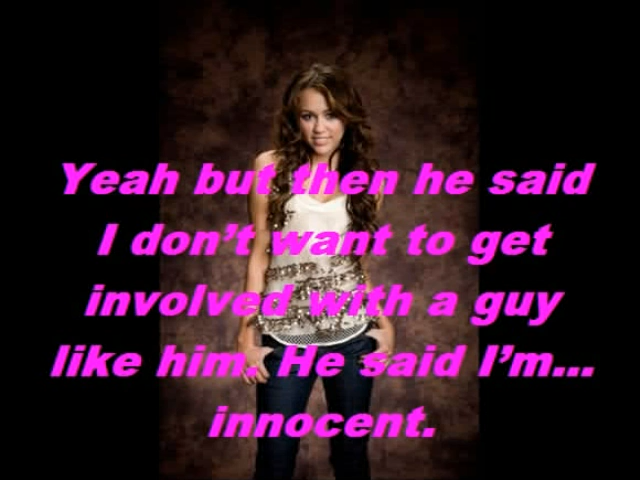 Yeah but then he said
I don't want to get
involved with a guy
like him. He said I'm...
innocent.